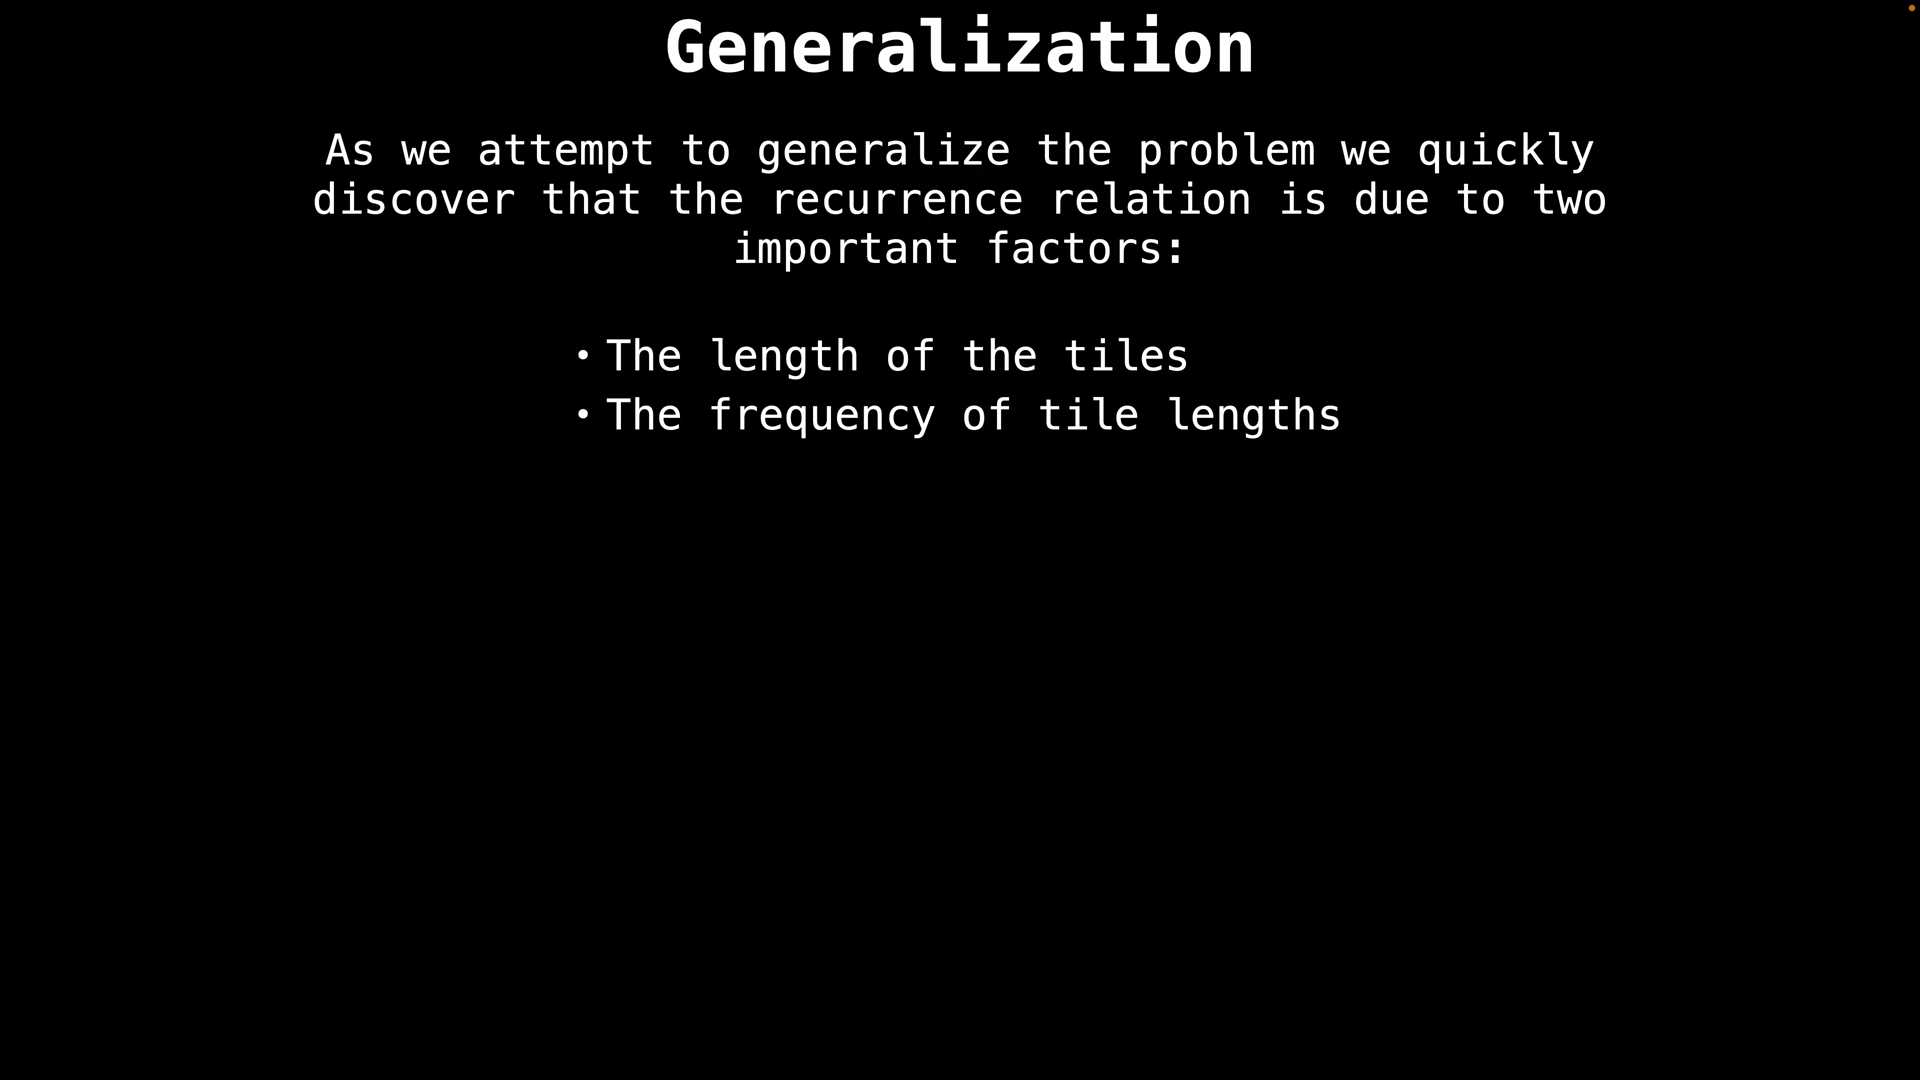 Generalization
As we attempt to generalize the problem we quickly
discover that the recurrence relation is due to two
important factors:
• The length of the tiles
• The frequency of tile lengths